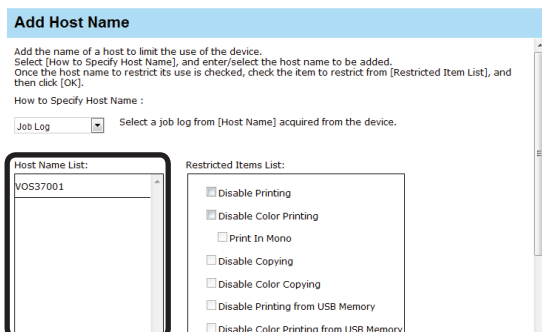 Add Host Name
Add the name of a host to limit the use of the device.
Select [How to Specify Host Name], and enter/select the host name to be added.
Once the host name to restrict its use is checked, check the item to restrict from [Restricted Item List], and
then click [OK].
How to Specify Host Name :
Job Log
Select a job log from [Host Name] acquired from the device.
Host Name List:
VOS37001
Restricted Items List:
Disable Printing
Disable Color Printing
Print In Mono
Disable Copying
Disable Color Copying
Disable Printing from USB Memory
Disable Color Printing from USB Memory